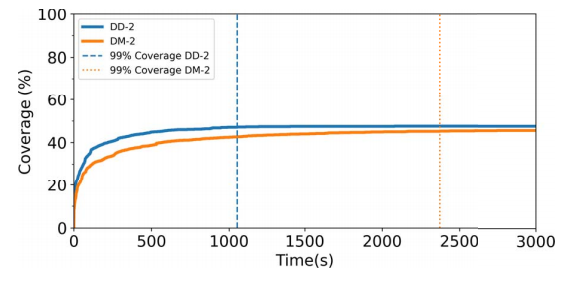 100
80
60
40
20
0
Coverage (%)
DD-2
DM-2
99% Coverage DD-2
99% Coverage DM-2
0 500 1000 1500 2000 2500 3000
Time(s)